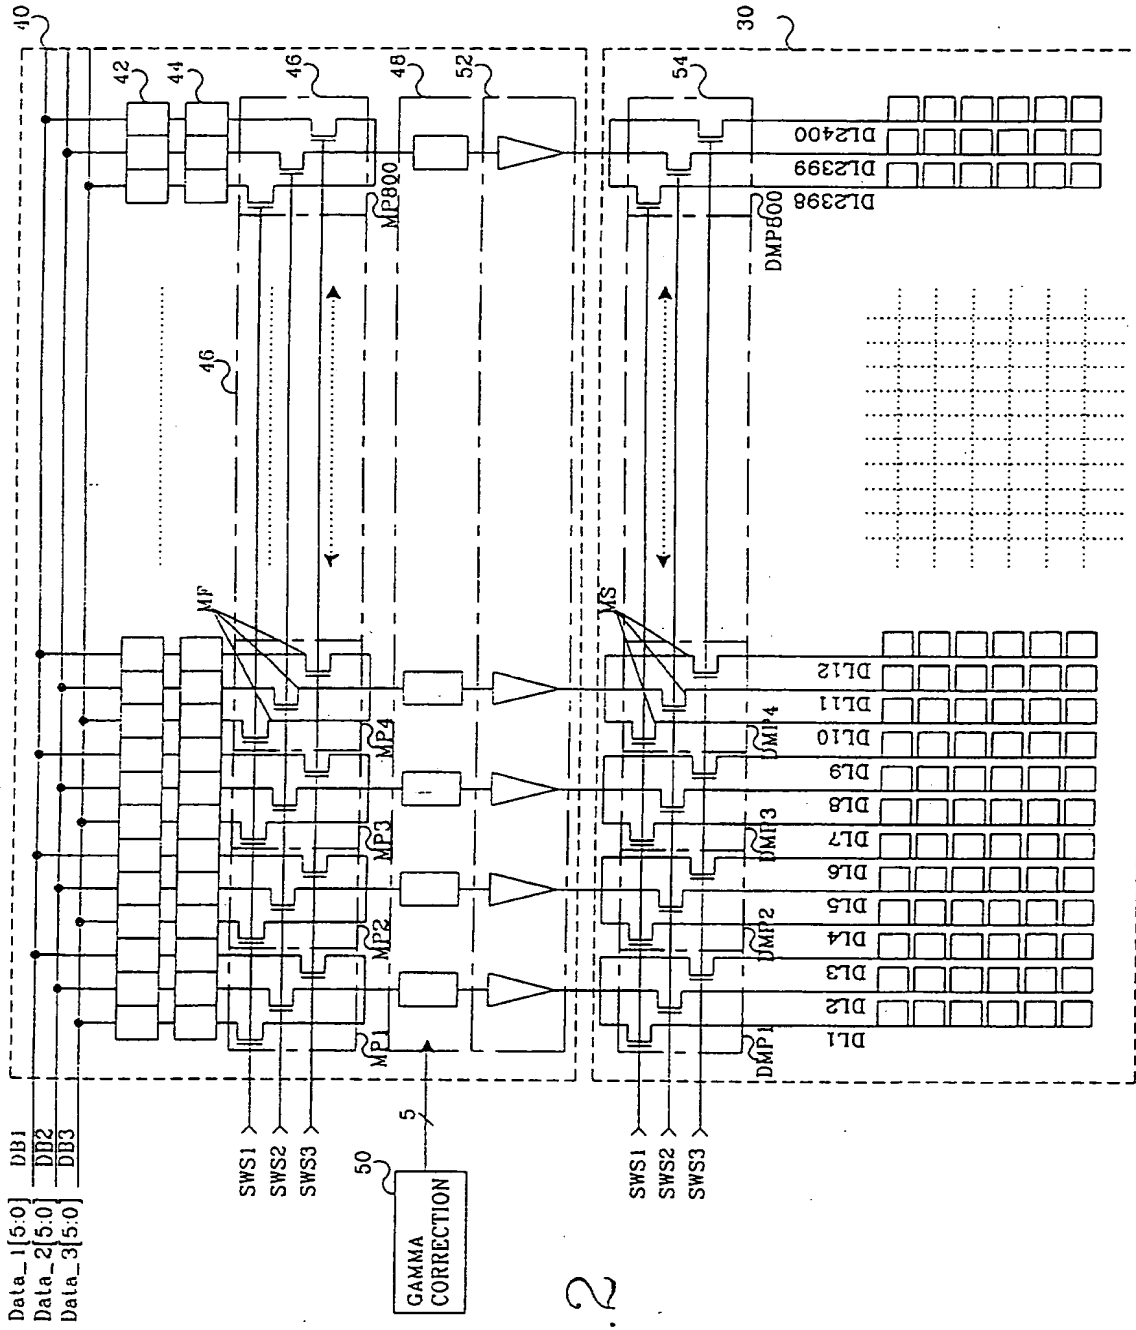 Data_1[5:0] DB1
Data_2[5:0] DB2
Data_3[5:0] DB3
40
42
44
46
48
52
30
54
MP800
DMP800
DL2400
DL2399
DL2398
46
MF
MS
MP4
MP3
MP2
MP1
DMP4
DMP3
DMP2
DMP1
DL12
DL11
DL10
DL9
DL8
DL7
DL6
DL5
DL4
DL3
DL2
DL1
SWS1
SWS2
SWS3
SWS1
SWS2
SWS3
5
50
GAMMA
CORRECTION
. 2